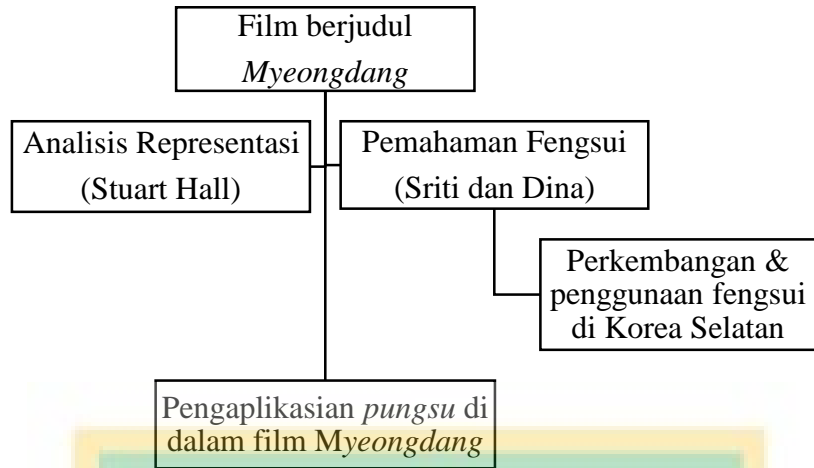 Film berjudul
Myeongdang
Analisis Representasi
(Stuart Hall)
Pemahaman Fengsui
(Sriti dan Dina)
Perkembangan &
penggunaan fengsui
di Korea Selatan
Pengaplikasian pungsu di
dalam film Myeongdang